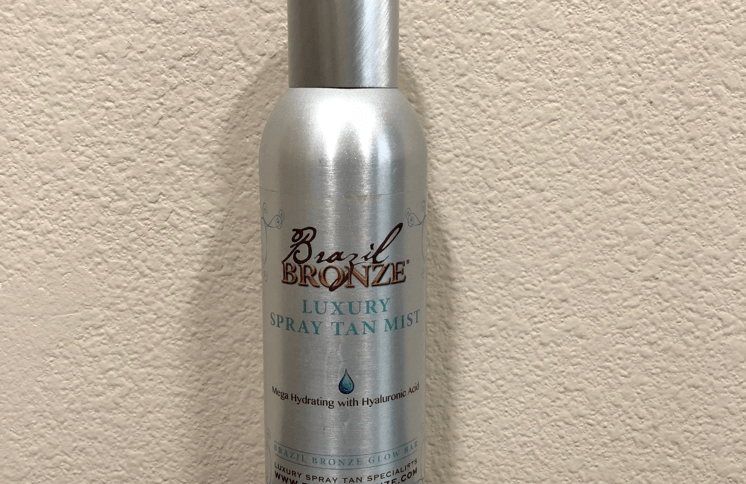 Brazil
BRONZE®
LUXURY
SPRAY TAN MIST
Mega Hydrating with Hyaluronic Acid
BRAZIL BRONZE GLOW BAR
LUXURY SPRAY TAN SPECIALISTS